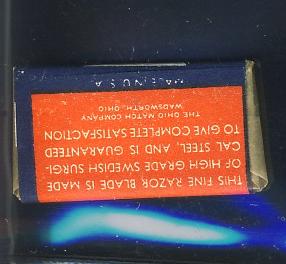 THIS FINE RAZOR BLADE IS MADE
OF HIGH GRADE SWEDISH SURGI-
CAL STEEL, AND IS GUARANTEED
TO GIVE COMPLETE SATISFACTION
THE OHIO MATCH COMPANY
WADSWORTH, OHIO
MADE IN U.S.A.